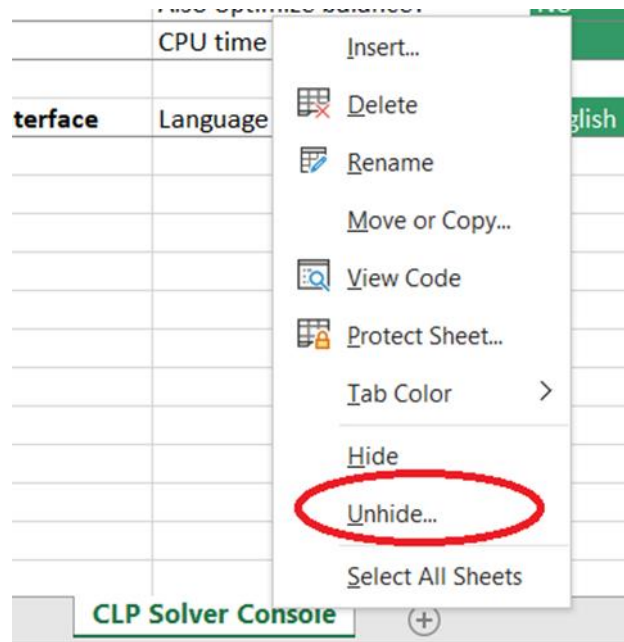 CPU time
Insert...
Delete
terface
Language
glish
Rename
Move or Copy...
View Code
Protect Sheet...
Tab Color
Hide
Unhide...
Select All Sheets
CLP Solver Console